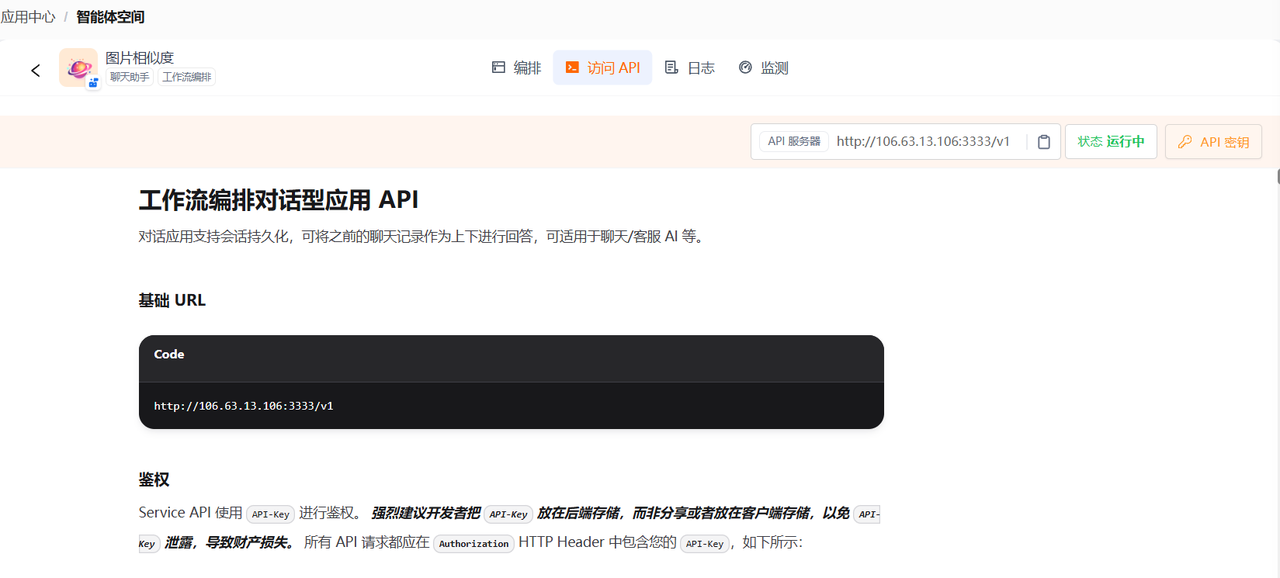 应用中心 / 智能体空间
图片相似度
聊天助手 工作流编排
编排 访问 API 日志 监测
API 服务器 http://106.63.13.106:3333/v1 状态 运行中 API 密钥
工作流编排对话型应用 API
对话应用支持会话持久化，可将之前的聊天记录作为上下进行回答，可适用于聊天/客服 AI 等。
基础 URL
Code
http://106.63.13.106:3333/v1
鉴权
Service API 使用 API-Key 进行鉴权。 强烈建议开发者把 API-Key 放在后端存储，而非分享或者放在客户端存储，以免 API-
Key 泄露，导致财产损失。 所有 API 请求都应在 Authorization HTTP Header 中包含您的 API-Key，如下所示：